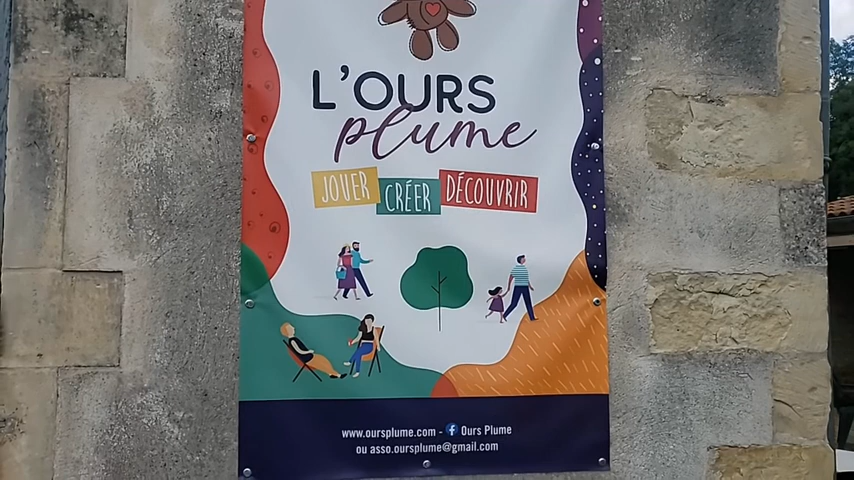 L'OURS
plume
JOUER CRÉER DÉCOUVRIR
www.oursplume.com - f Ours Plume
ou asso.oursplume@gmail.com